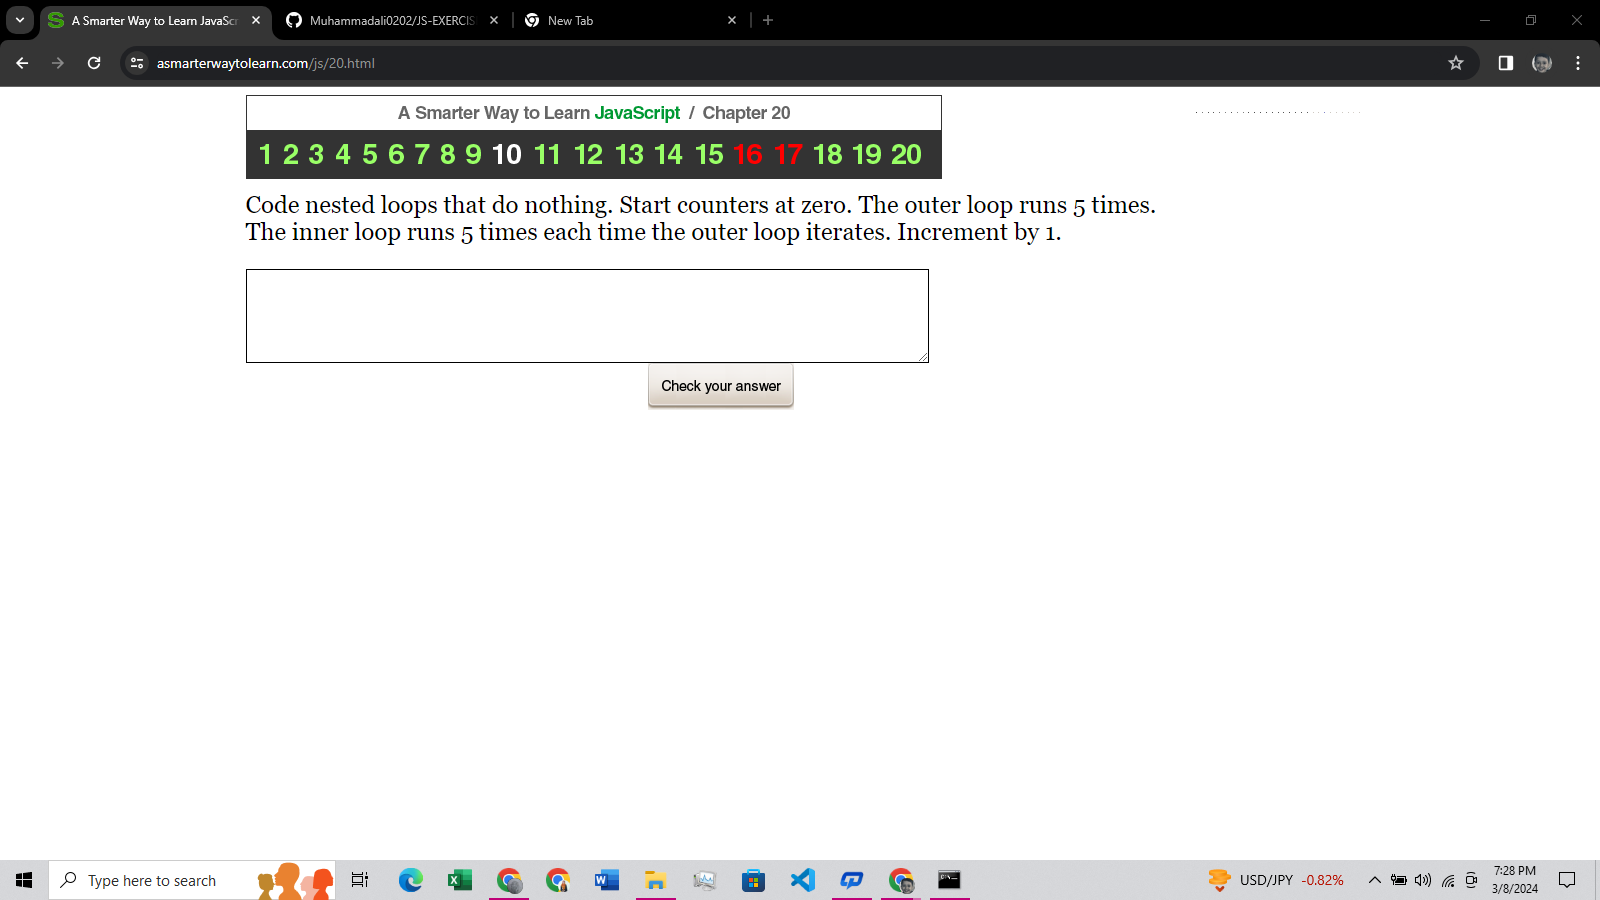 A Smarter Way to Learn JavaScr
Muhammadali0202/JS-EXERCIS
New Tab
asmarterwaytolearn.com/js/20.html
A Smarter Way to Learn JavaScript / Chapter 20
1 2 3 4 5 6 7 8 9 10 11 12 13 14 15 16 17 18 19 20
Code nested loops that do nothing. Start counters at zero. The outer loop runs 5 times.
The inner loop runs 5 times each time the outer loop iterates. Increment by 1.
Check your answer
Type here to search
USD/JPY -0.82%
7:28 PM
3/8/2024